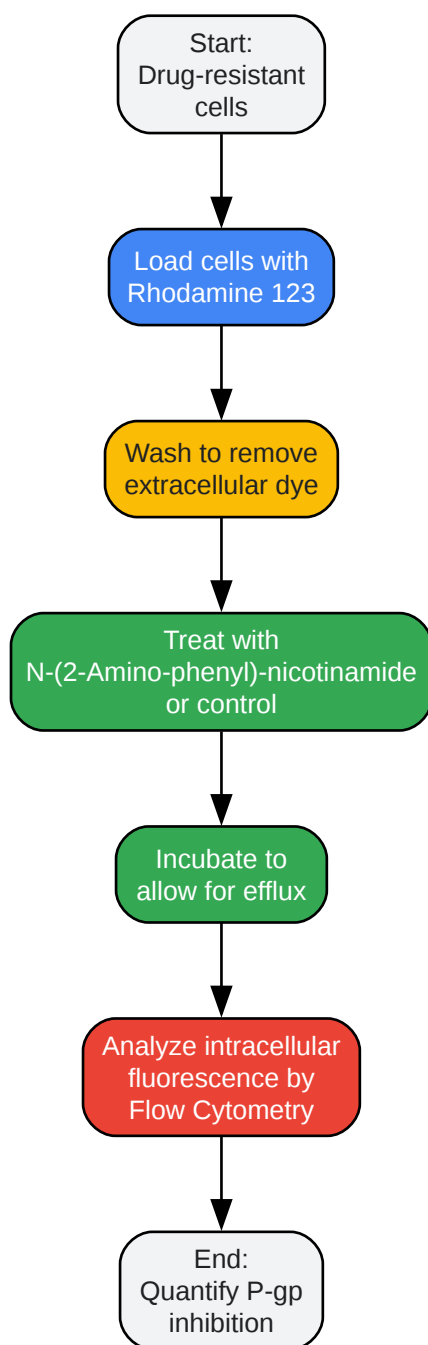 Start:
Drug-resistant
cells
Load cells with
Rhodamine 123
Wash to remove
extracellular dye
Treat with
N-(2-Amino-phenyl)-nicotinamide
or control
Incubate to
allow for efflux
Analyze intracellular
fluorescence by
Flow Cytometry
End:
Quantify P-gp
inhibition